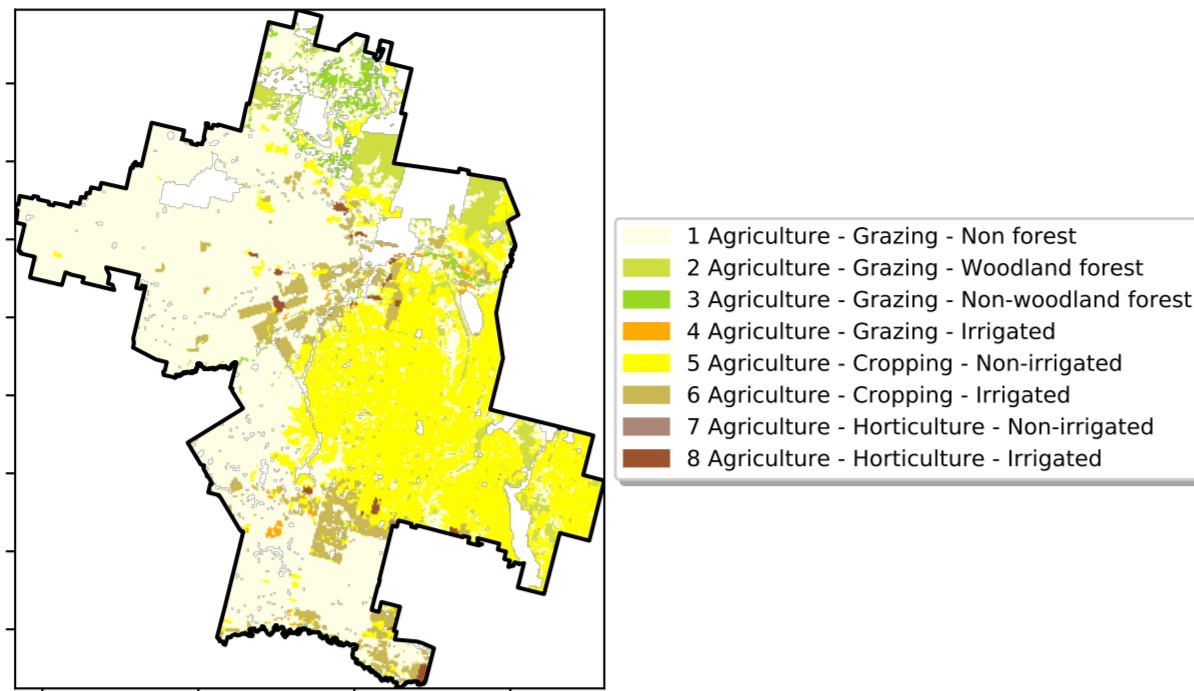 1 Agriculture - Grazing - Non forest
2 Agriculture - Grazing - Woodland forest
3 Agriculture - Grazing - Non-woodland forest
4 Agriculture - Grazing - Irrigated
5 Agriculture - Cropping - Non-irrigated
6 Agriculture - Cropping - Irrigated
7 Agriculture - Horticulture - Non-irrigated
8 Agriculture - Horticulture - Irrigated